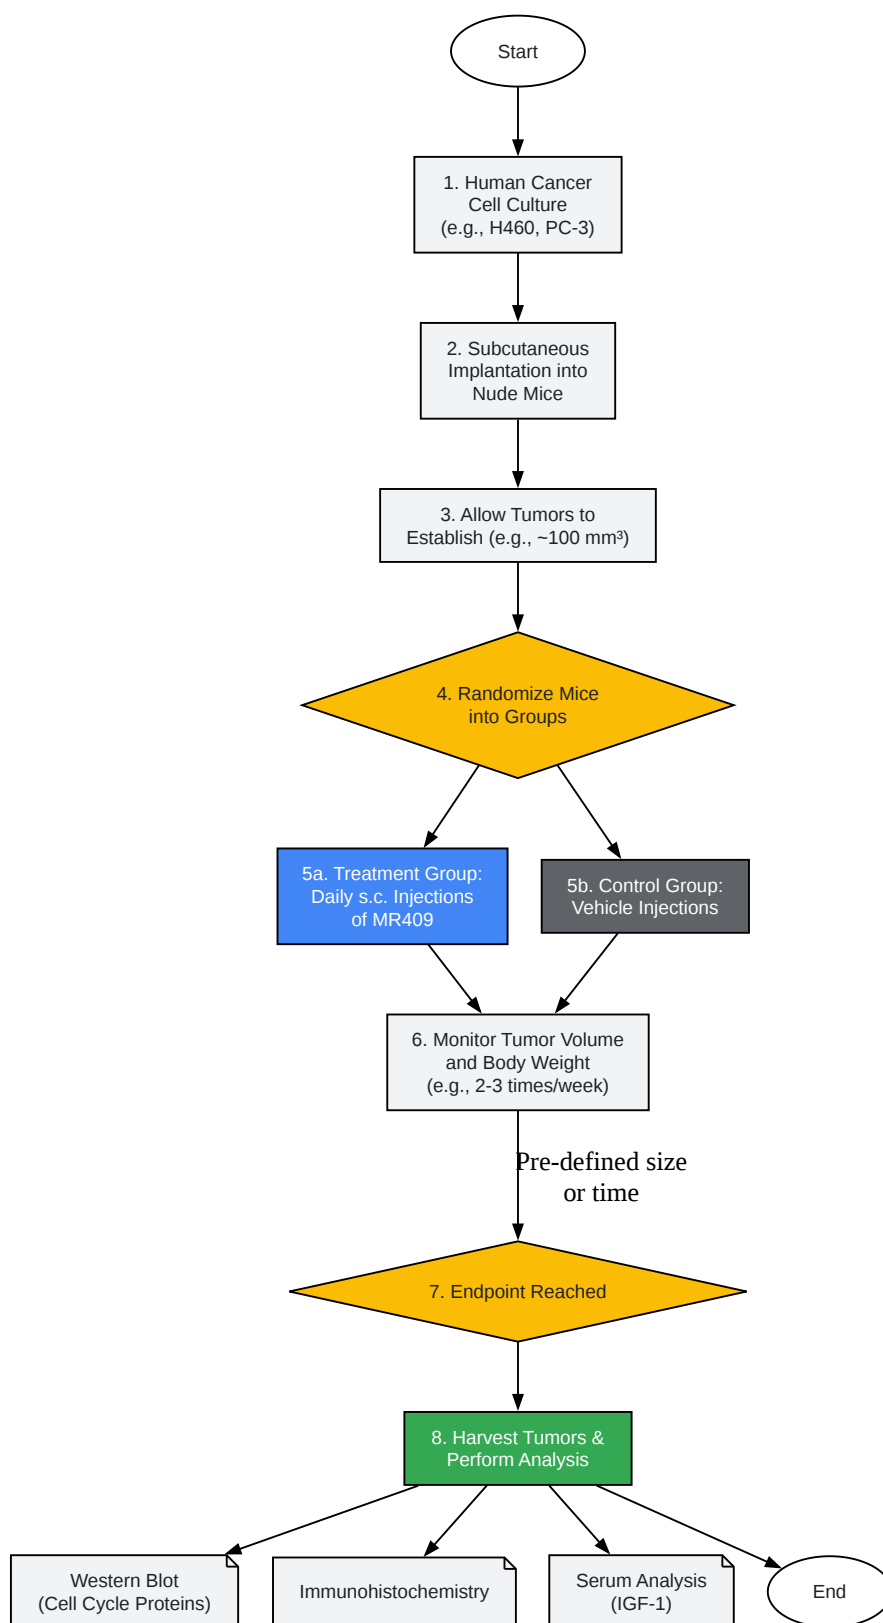 Start
1. Human Cancer
Cell Culture
(e.g., H460, PC-3)
2. Subcutaneous
Implantation into
Nude Mice
3. Allow Tumors to
Establish (e.g., ~100 mm³)
4. Randomize Mice
into Groups
5a. Treatment Group:
Daily s.c. Injections
of MR409
5b. Control Group:
Vehicle Injections
6. Monitor Tumor Volume
and Body Weight
(e.g., 2-3 times/week)
Pre-defined size
or time
7. Endpoint Reached
8. Harvest Tumors &
Perform Analysis
Western Blot
(Cell Cycle Proteins)
Immunohistochemistry
Serum Analysis
(IGF-1)
End